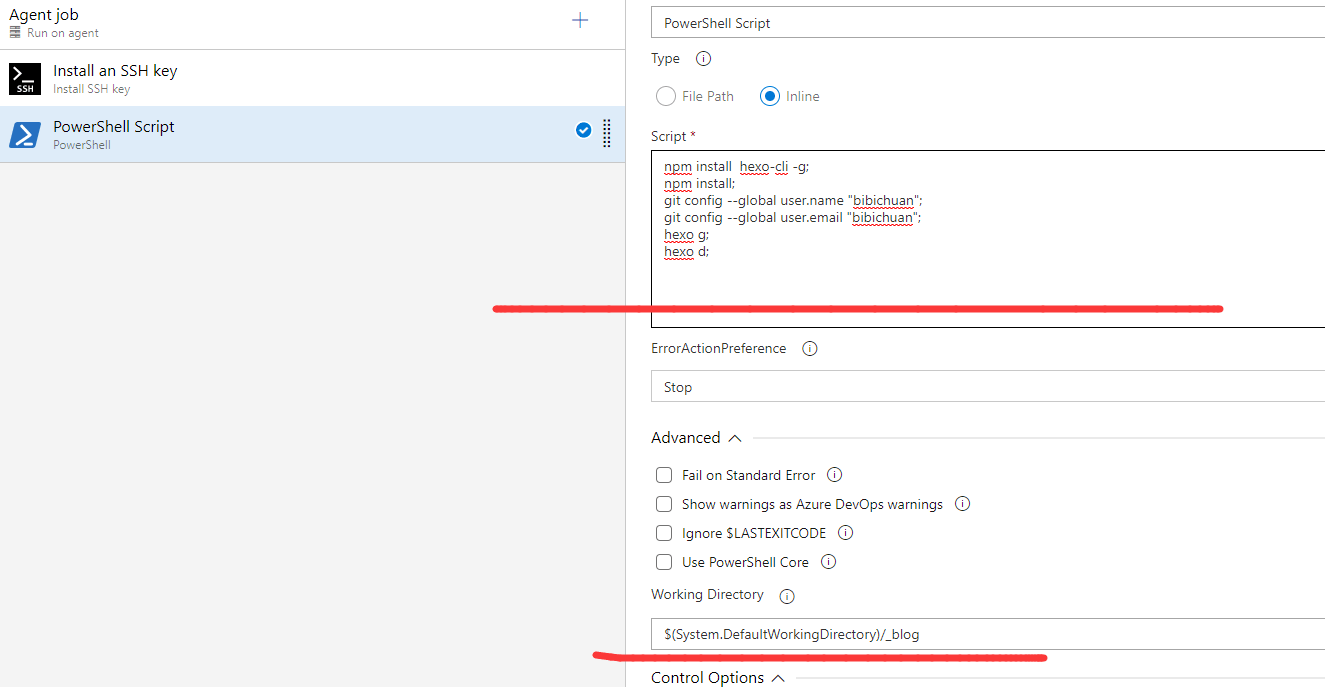 Agent job
Run on agent
Install an SSH key
Install SSH key
SSH
PowerShell Script
PowerShell
PowerShell Script
Type
File Path
Inline
Script *
npm install  hexo-cli -g;
npm install;
git config --global user.name "bibichuan";
git config --global user.email "bibichuan";
hexo g;
hexo d;
ErrorActionPreference
Stop
Advanced
Fail on Standard Error
Show warnings as Azure DevOps warnings
Ignore $LASTEXITCODE
Use PowerShell Core
Working Directory
$(System.DefaultWorkingDirectory)/_blog
Control Options